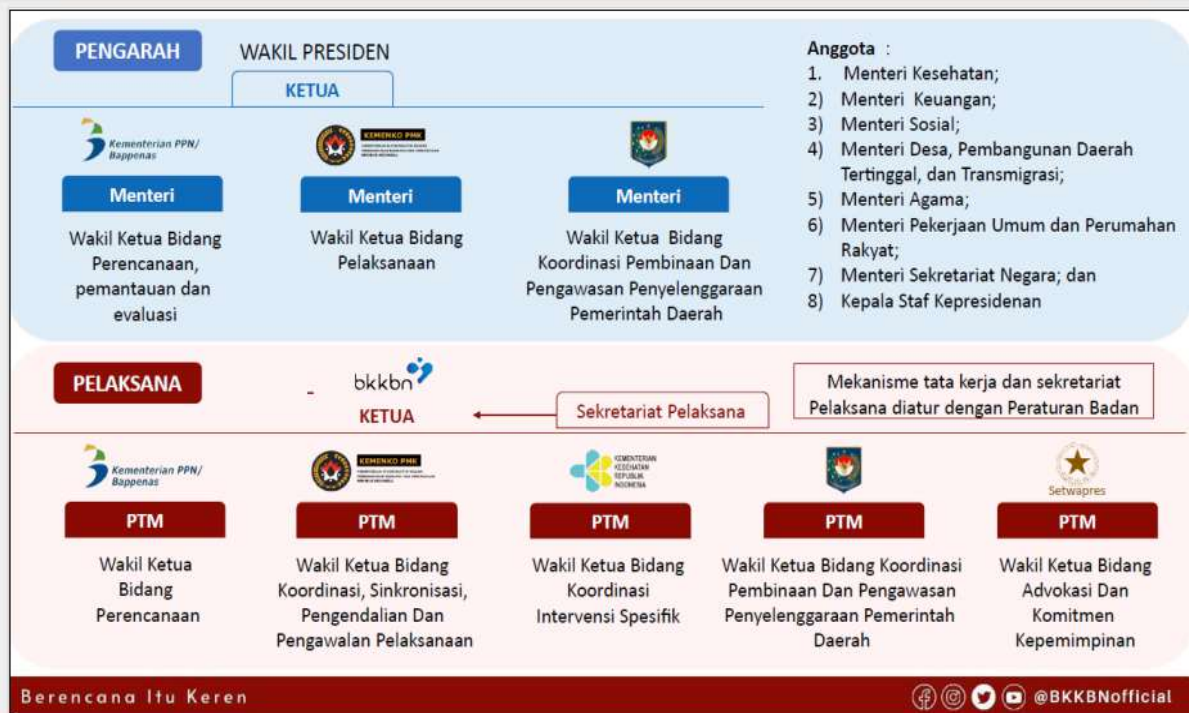 PENGARAH
WAKIL PRESIDEN
KETUA
Kementerian PPN/
Bappenas
Menteri
Wakil Ketua Bidang
Perencanaan,
pemantauan dan
evaluasi
KEMENKO PMK
Menteri
Wakil Ketua Bidang
Pelaksanaan
Menteri
Wakil Ketua Bidang
Koordinasi Pembinaan Dan
Pengawasan Penyelenggaraan
Pemerintah Daerah
Anggota :
1. Menteri Kesehatan;
2) Menteri Keuangan;
3) Menteri Sosial;
4) Menteri Desa, Pembangunan Daerah
Tertinggal, dan Transmigrasi;
5) Menteri Agama;
6) Menteri Pekerjaan Umum dan Perumahan
Rakyat;
7) Menteri Sekretariat Negara; dan
8) Kepala Staf Kepresidenan
PELAKSANA
- bkkbn
KETUA
Sekretariat Pelaksana
Mekanisme tata kerja dan sekretariat
Pelaksana diatur dengan Peraturan Badan
Kementerian PPN/
Bappenas
PTM
Wakil Ketua
Bidang
Perencanaan
KEMENKO PMK
PTM
Wakil Ketua Bidang
Koordinasi, Sinkronisasi,
Pengendalian Dan
Pengawalan Pelaksanaan
KEMENTERIAN
KESEHATAN
REPUBLIK
INDONESIA
PTM
Wakil Ketua Bidang
Koordinasi
Intervensi Spesifik
PTM
Wakil Ketua Bidang Koordinasi
Pembinaan Dan Pengawasan
Penyelenggaraan Pemerintah
Daerah
Setwapres
PTM
Wakil Ketua Bidang
Advokasi Dan
Komitmen
Kepemimpinan
Berencana Itu Keren
@BKKBNofficial